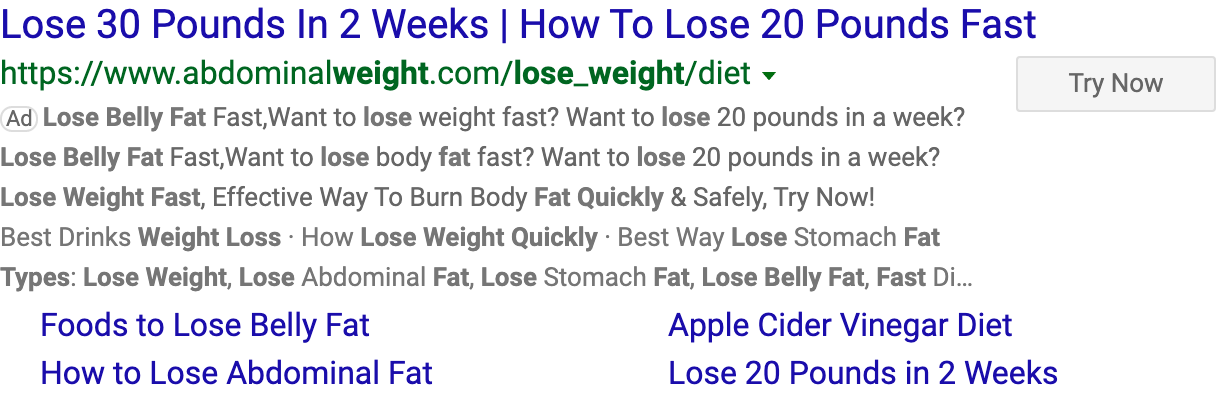 Lose 30 Pounds In 2 Weeks | How To Lose 20 Pounds Fast
https://www.abdominalweight.com/lose_weight/diet
Try Now
Ad Lose Belly Fat Fast,Want to lose weight fast? Want to lose 20 pounds in a week?
Lose Belly Fat Fast,Want to lose body fat fast? Want to lose 20 pounds in a week?
Lose Weight Fast, Effective Way To Burn Body Fat Quickly & Safely, Try Now!
Best Drinks Weight Loss · How Lose Weight Quickly · Best Way Lose Stomach Fat
Types: Lose Weight, Lose Abdominal Fat, Lose Stomach Fat, Lose Belly Fat, Fast Di...
Foods to Lose Belly Fat
Apple Cider Vinegar Diet
How to Lose Abdominal Fat
Lose 20 Pounds in 2 Weeks